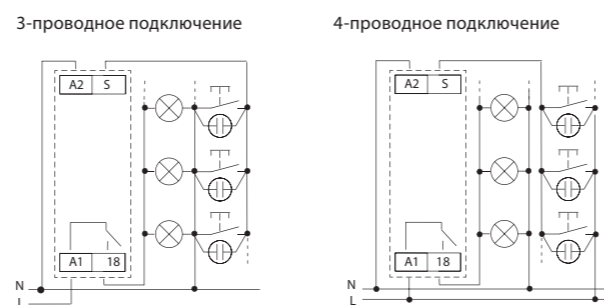 3-проводное подключение
4-проводное подключение
A2 S
A2 S
A1 18
A1 18
N
L
N
L